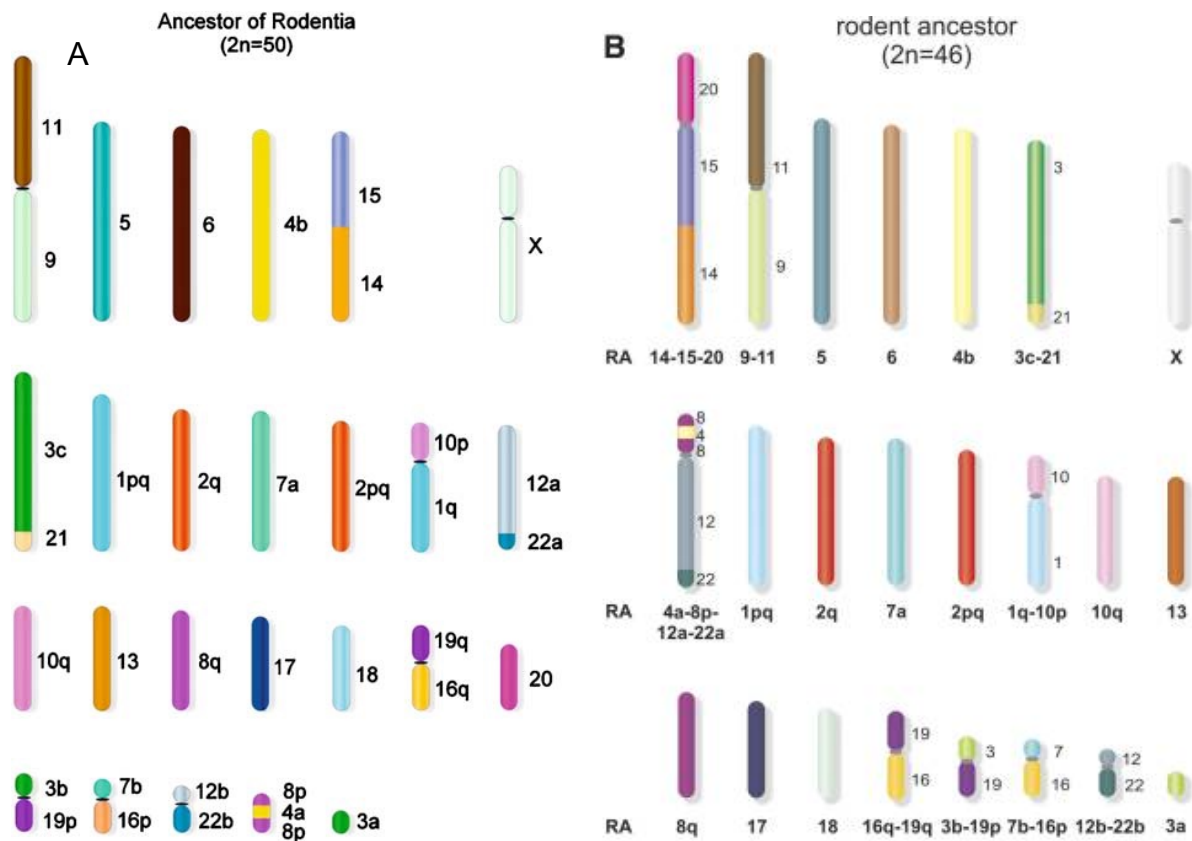 A
Ancestor of Rodentia
(2n=50)
11
9
5
6
4b
15
14
X
3c
21
1pq
2q
7a
2pq
10p
1q
12a
22a
10q
13
8q
17
18
19q
16q
20
3b
19p
7b
16p
12b
22b
8p
4a
8p
3a
B
rodent ancestor
(2n=46)
20
15
14
11
9
3
21
RA 14-15-20 9-11 5 6 4b 3c-21 X
8
4
8
12
22
10
1
RA 4a-8p- 1pq 2q 7a 2pq 1q-10p 10q 13
12a-22a
19
16
3
19
7
16
12
22
RA 8q 17 18 16q-19q 3b-19p 7b-16p 12b-22b 3a